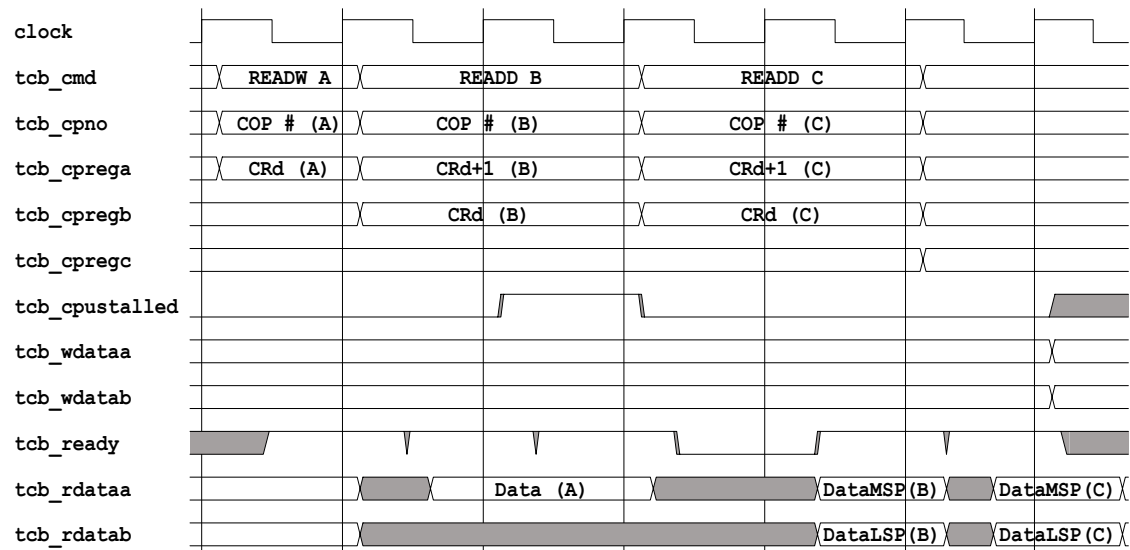 clock
tcb_cmd READW A READD B READD C
tcb_cpno COP # (A) COP # (B) COP # (C)
tcb_cprega CRd (A) CRd+1 (B) CRd+1 (C)
tcb_cpregb CRd (B) CRd (C)
tcb_cpregc
tcb_cpustalled
tcb_wdataa
tcb_wdatab
tcb_ready
tcb_rdataa Data (A) DataMSP(B) DataMSP(C)
tcb_rdatab DataLSP(B) DataLSP(C)